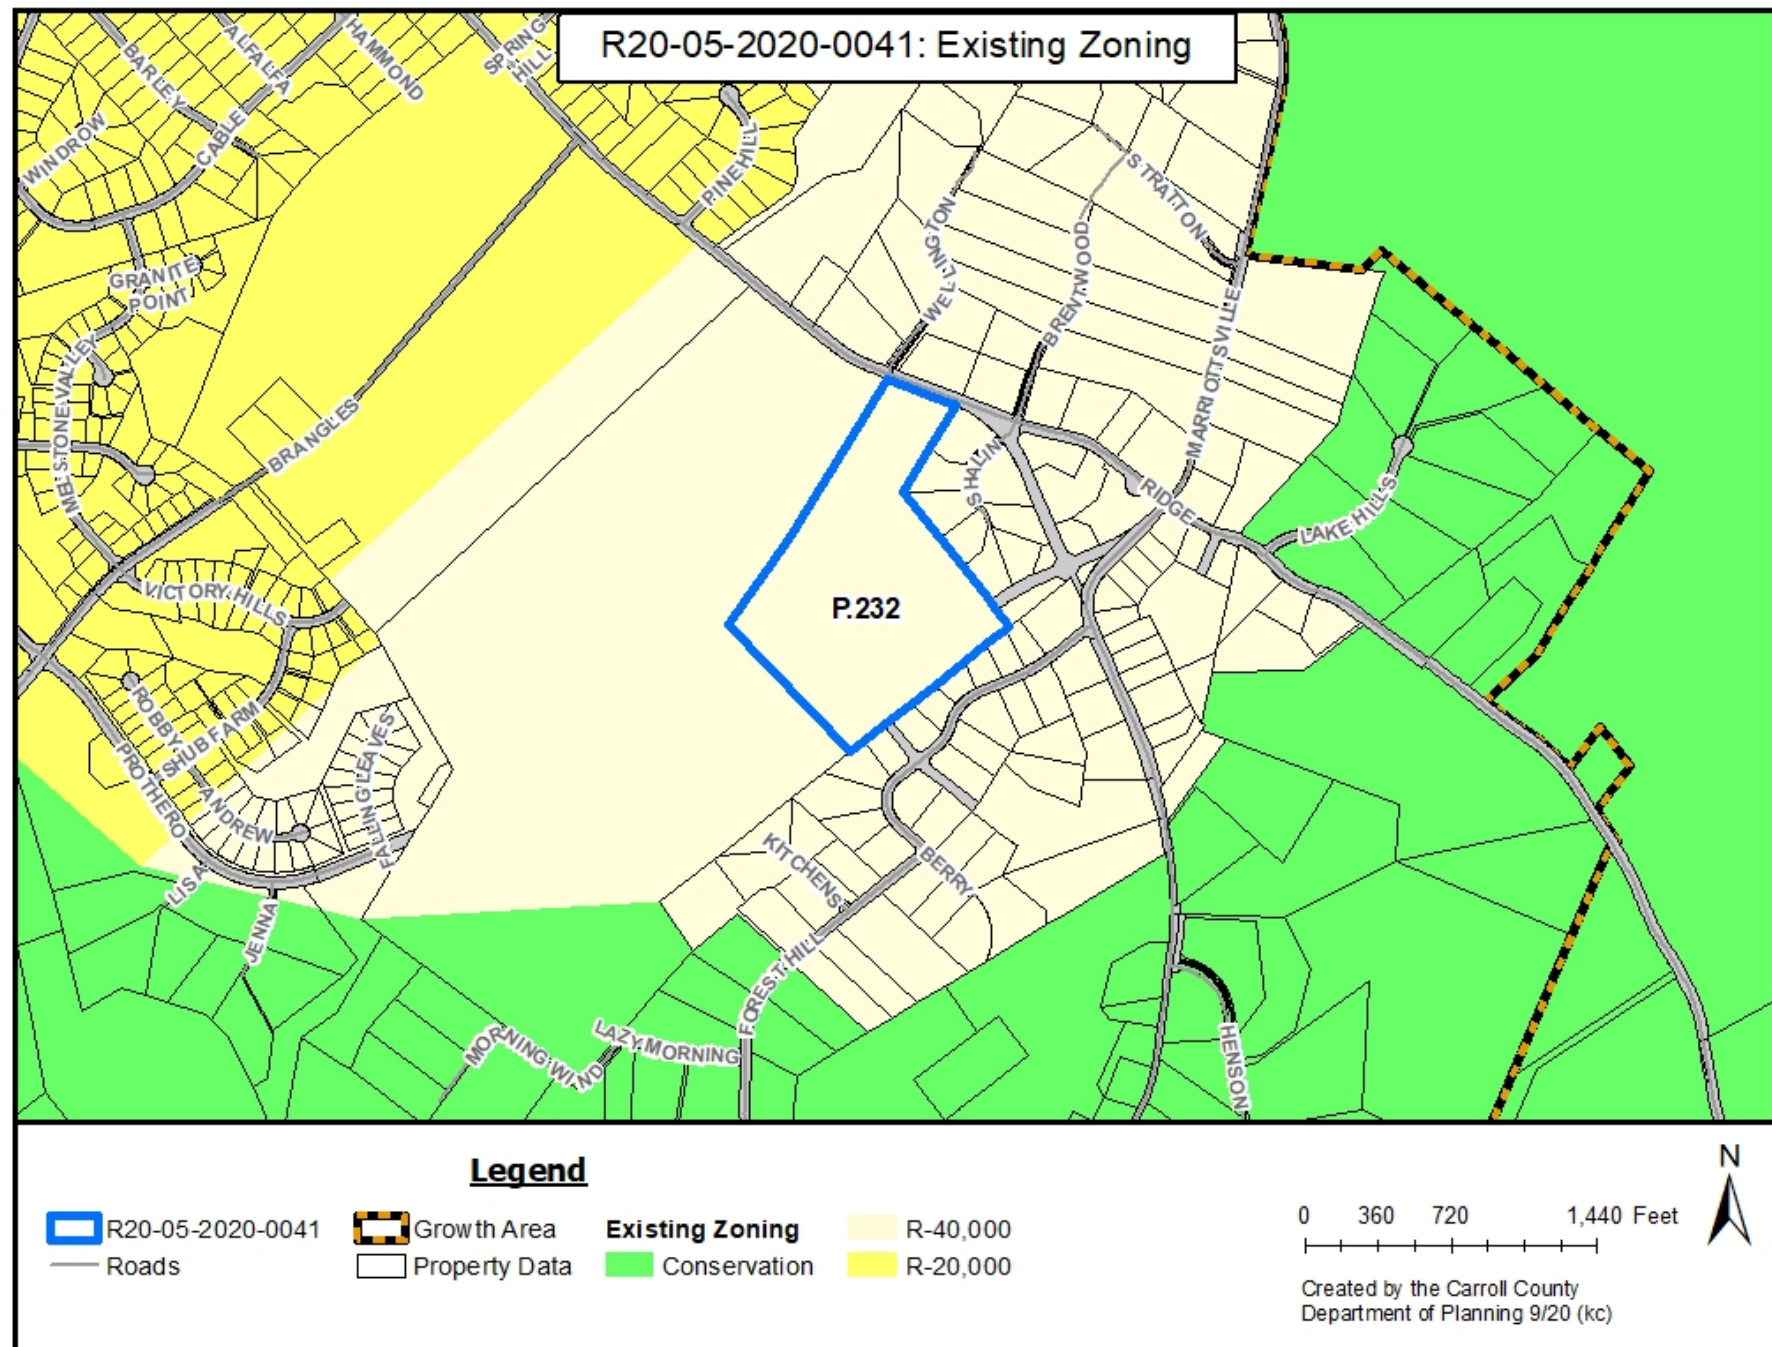 R20-05-2020-0041: Existing Zoning
BARLEY
ALFALFA
HAMMOND
SPRING
HILL
WINDROW
CABLE
PINE HILL
STRATTON
GRANITE
POINT
WELLINGTON
BRENTWOOD
MARRIOTTSVILLE
MELSTONE VALLEY
BRANGLES
SHALIN
RIDGE
LAKE HILLS
VICTORY HILLS
P.232
ROBBY
SHUB FARM
FALLING LEAVES
PROTHERO
ANDREW
LISA
JENNA
KITCHENS
BERRY
FOREST HILL
MORNING WIND
LAZY MORNING
HENSON
Legend
R20-05-2020-0041
Roads
Growth Area
Property Data
Existing Zoning
Conservation
R-40,000
R-20,000
0 360 720 1,440 Feet
N
Created by the Carroll County
Department of Planning 9/20 (kc)